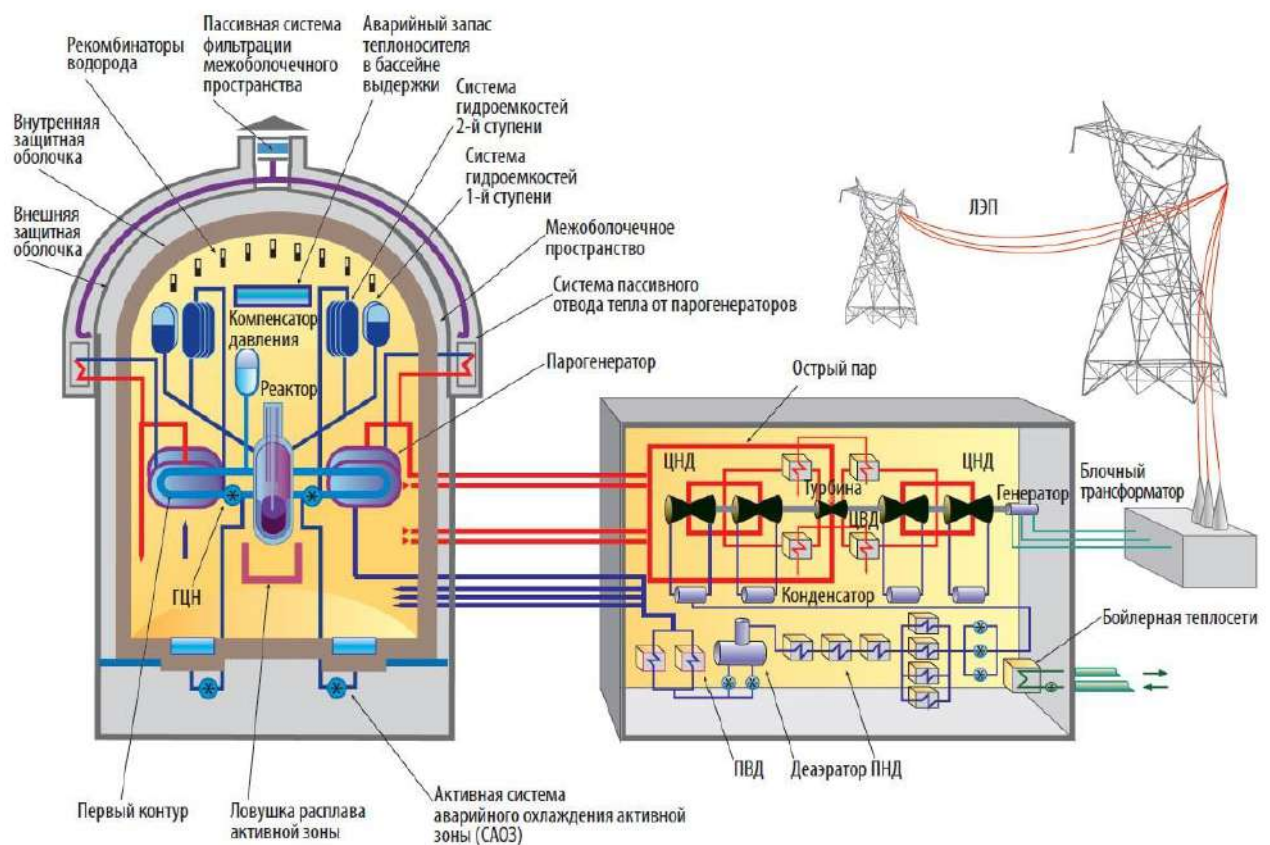 Рекомбинаторы
водорода
Пассивная система
фильтрации
межоболочечного
пространства
Аварийный запас
теплоносителя
в бассейне
выдержки
Система
гидроемкостей
2-й ступени
Система
гидроемкостей
1-й ступени
Внутренняя
защитная
оболочка
Внешняя
защитная
оболочка
Межоболочечное
пространство
Система пассивного
отвода тепла от парогенераторов
Компенсатор
давления
Реактор
Парогенератор
ГЦН
Первый контур
Ловушка расплава
активной зоны
Активная система
аварийного охлаждения активной
зоны (САОЗ)
ЛЭП
Острый пар
ЦНД
Турбина
ЦВД
ЦНД
Генератор
Блочный
трансформатор
Конденсатор
Бойлерная теплосети
ПВД
Деаэратор
ПНД